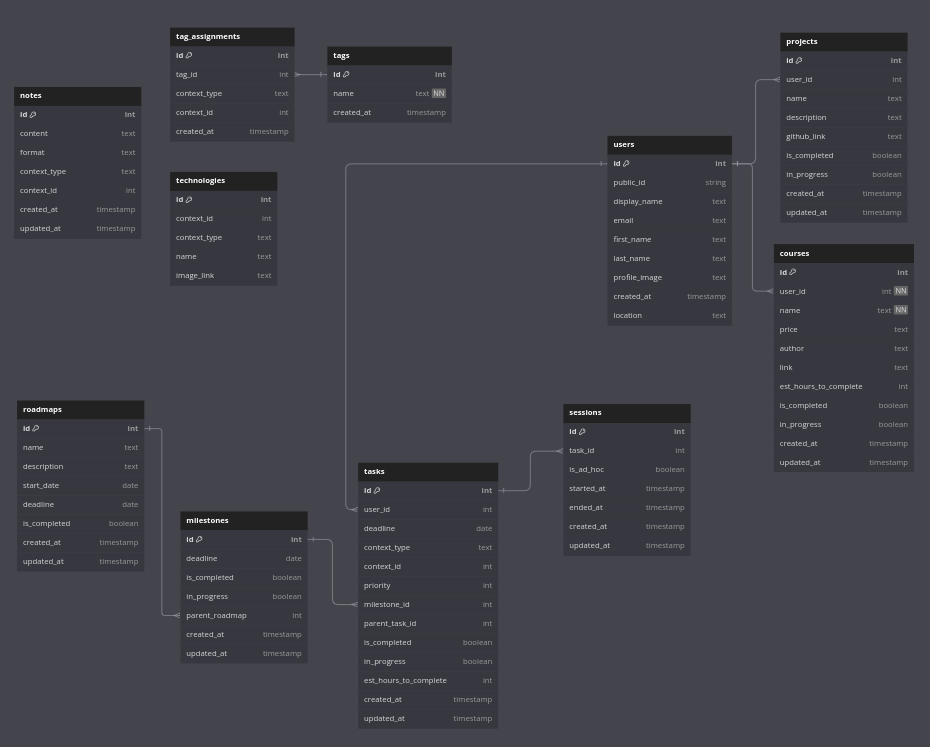 tag_assignments
id int
tag_id int
context_type text
context_id int
created_at timestamp
tags
id int
name text NN
created_at timestamp
projects
id int
user_id int
name text
description text
github_link text
is_completed boolean
in_progress boolean
created_at timestamp
updated_at timestamp
notes
id int
content text
format text
context_type text
context_id int
created_at timestamp
updated_at timestamp
technologies
id int
context_id int
context_type text
name text
image_link text
users
id int
public_id string
display_name text
email text
first_name text
last_name text
profile_image text
created_at timestamp
location text
courses
id int
user_id int NN
name text NN
price text
author text
link text
est_hours_to_complete int
is_completed boolean
in_progress boolean
created_at timestamp
updated_at timestamp
roadmaps
id int
name text
description text
start_date date
deadline date
is_completed boolean
created_at timestamp
updated_at timestamp
milestones
id int
deadline date
is_completed boolean
in_progress boolean
parent_roadmap int
created_at timestamp
updated_at timestamp
tasks
id int
user_id int
deadline date
context_type text
context_id int
priority int
milestone_id int
parent_task_id int
is_completed boolean
in_progress boolean
est_hours_to_complete int
created_at timestamp
updated_at timestamp
sessions
id int
task_id int
is_ad_hoc boolean
started_at timestamp
ended_at timestamp
created_at timestamp
updated_at timestamp